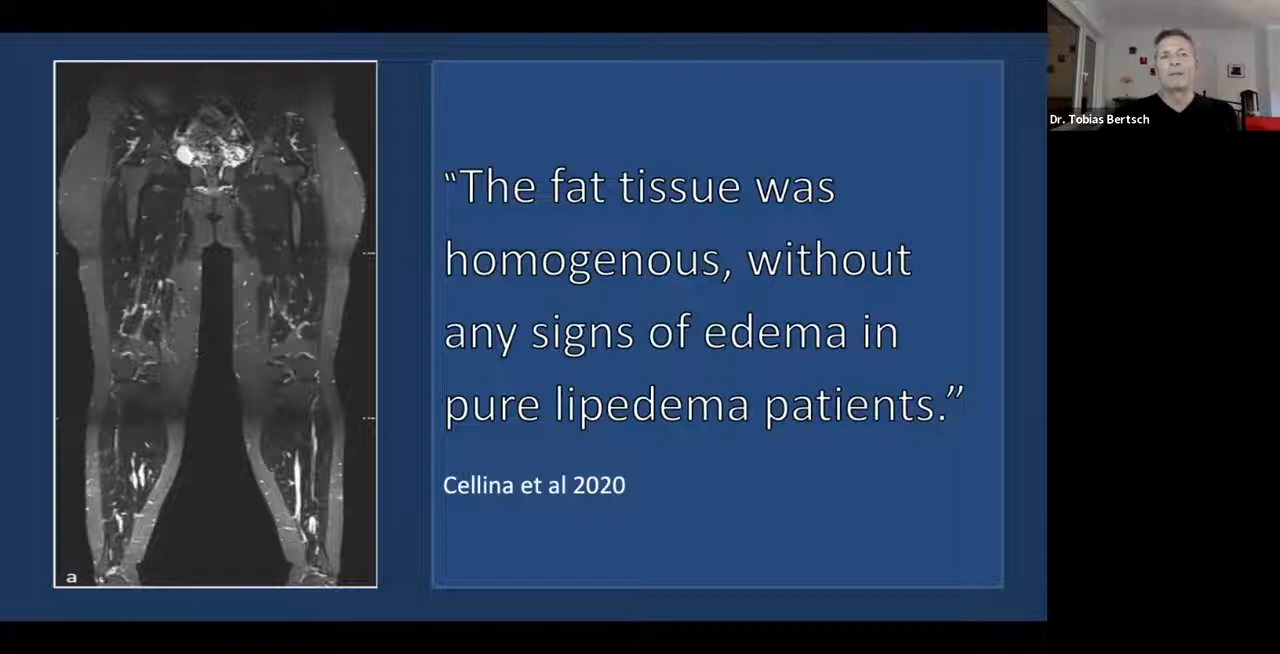 “The fat tissue was
homogenous, without
any signs of edema in
pure lipedema patients.”
Cellina et al 2020
a
Dr. Tobias Bertsch